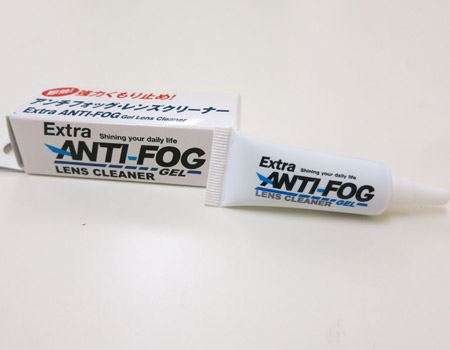 即効 強力くもり止め!
アンチフォッグ・レンズクリーナー
Extra ANTI-FOG Gel Lens Cleaner
Extra
Shining your daily life
ANTI-FOG
LENS CLEANER GEL
Extra
Shining your daily life
ANTI-FOG
LENS CLEANER GEL